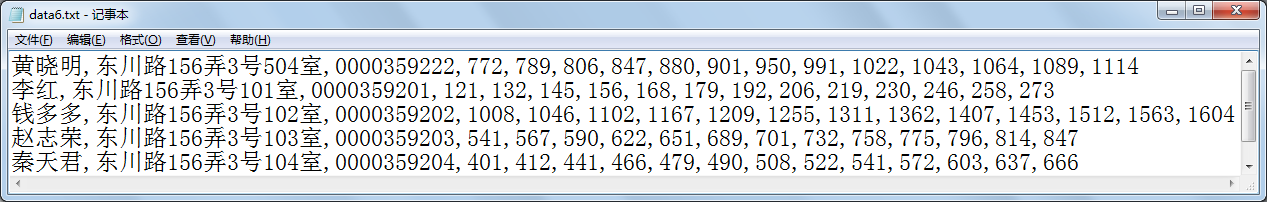 data6.txt - 记事本
文件(F) 编辑(E) 格式(O) 查看(V) 帮助(H)
黄晓明,东川路156弄3号504室,0000359222,772,789,806,847,880,901,950,991,1022,1043,1064,1089,1114
李红,东川路156弄3号101室,0000359201,121,132,145,156,168,179,192,206,219,230,246,258,273
钱多多,东川路156弄3号102室,0000359202,1008,1046,1102,1167,1209,1255,1311,1362,1407,1453,1512,1563,1604
赵志荣,东川路156弄3号103室,0000359203,541,567,590,622,651,689,701,732,758,775,796,814,847
秦天君,东川路156弄3号104室,0000359204,401,412,441,466,479,490,508,522,541,572,603,637,666